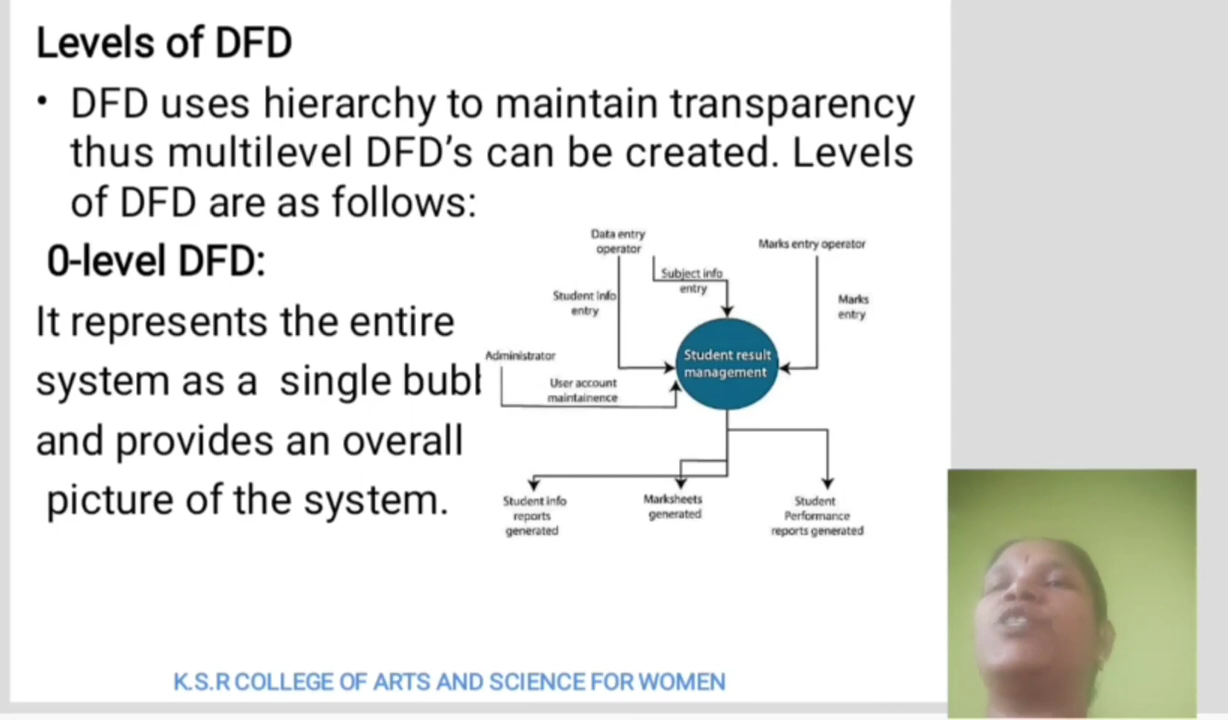 Levels of DFD
• DFD uses hierarchy to maintain transparency
thus multilevel DFD's can be created. Levels
of DFD are as follows:
0-level DFD:
It represents the entire
system as a single
and provides an overall
picture of the system.
Data entry
operator
Marks entry operator
Subject info
entry
Student info
entry
Marks
entry
Administrator
Student result
management
User account
maintainence
Student info
reports
generated
Marksheets
generated
Student
Performance
reports generated
K.S.R COLLEGE OF ARTS AND SCIENCE FOR WOMEN